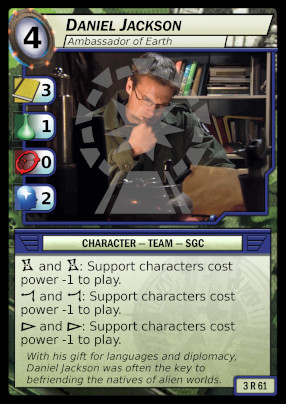 DANIEL JACKSON
4
Ambassador of Earth
3
1
0
2
CHARACTER – TEAM – SGC
and : Support characters cost
power -1 to play.
and : Support characters cost
power -1 to play.
and : Support characters cost
power -1 to play.
With his gift for languages and diplomacy,
Daniel Jackson was often the key to
befriending the natives of alien worlds.
3 R 61